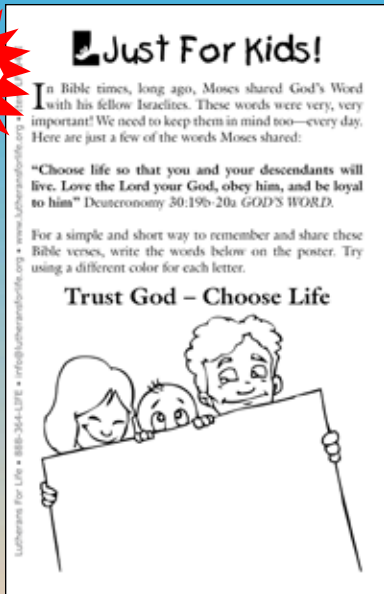 Just For Kids!
In Bible times, long ago, Moses shared God's Word
with his fellow Israelites. These words were very, very
important! We need to keep them in mind too—every day.
Here are just a few of the words Moses shared:
"Choose life so that you and your descendants will
live. Love the Lord your God, obey him, and be loyal
to him" Deuteronomy 30:19b-20a GOD'S WORD.
For a simple and short way to remember and share these
Bible verses, write the words below on the poster. Try
using a different color for each letter.
Trust God – Choose Life
Lutherans For Life • 888-364-LIFE • info@lutheransforlife.org • www.lutheransforlife.org •